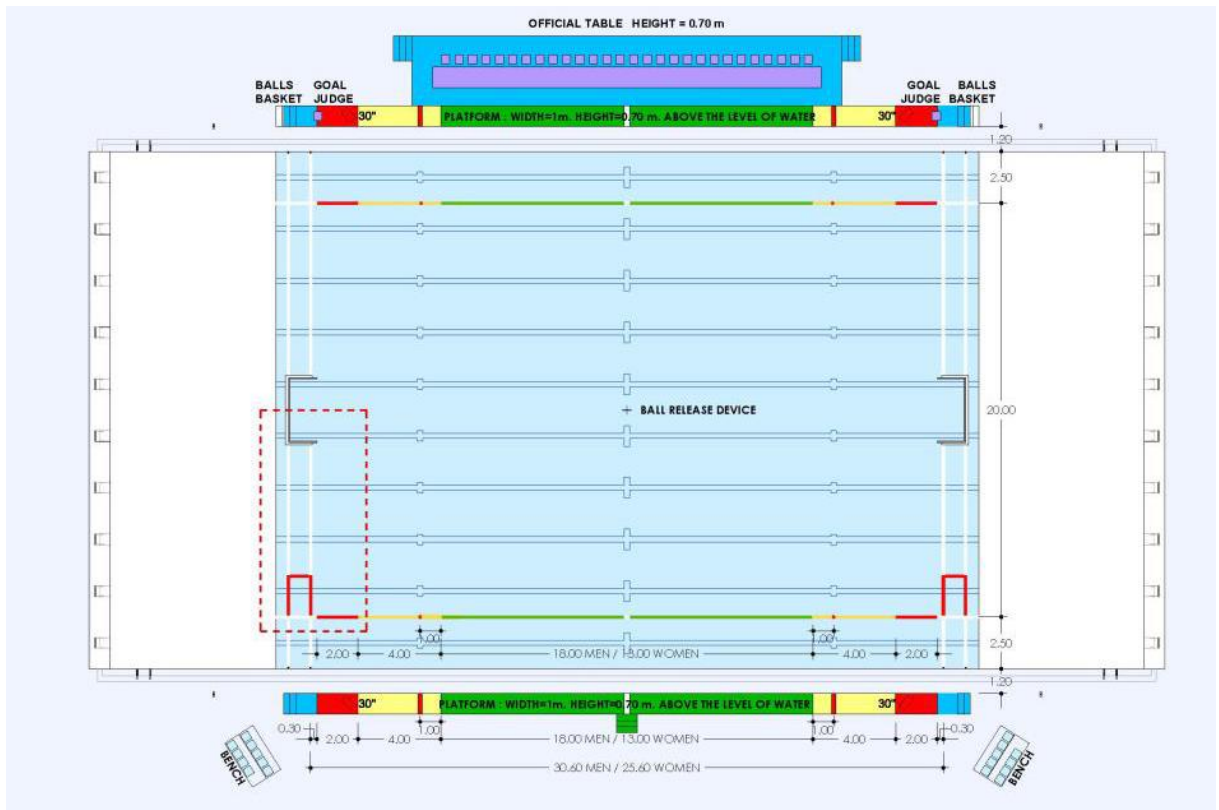 OFFICIAL TABLE HEIGHT = 0.70 m
BALLS BASKET
GOAL JUDGE
GOAL JUDGE
BALLS BASKET
30"
PLATFORM : WIDTH=1m. HEIGHT=0.70 m. ABOVE THE LEVEL OF WATER
30"
1.20
2.50
BALL RELEASE DEVICE
20.00
1.00
1.00
2.50
2.00
4.00
18.00 MEN / 13.00 WOMEN
4.00
2.00
1.20
30"
PLATFORM : WIDTH=1m. HEIGHT=0.70 m. ABOVE THE LEVEL OF WATER
30"
0.30
1.00
1.00
0.30
2.00
4.00
18.00 MEN / 13.00 WOMEN
4.00
2.00
BENCH
30.60 MEN / 25.60 WOMEN
BENCH